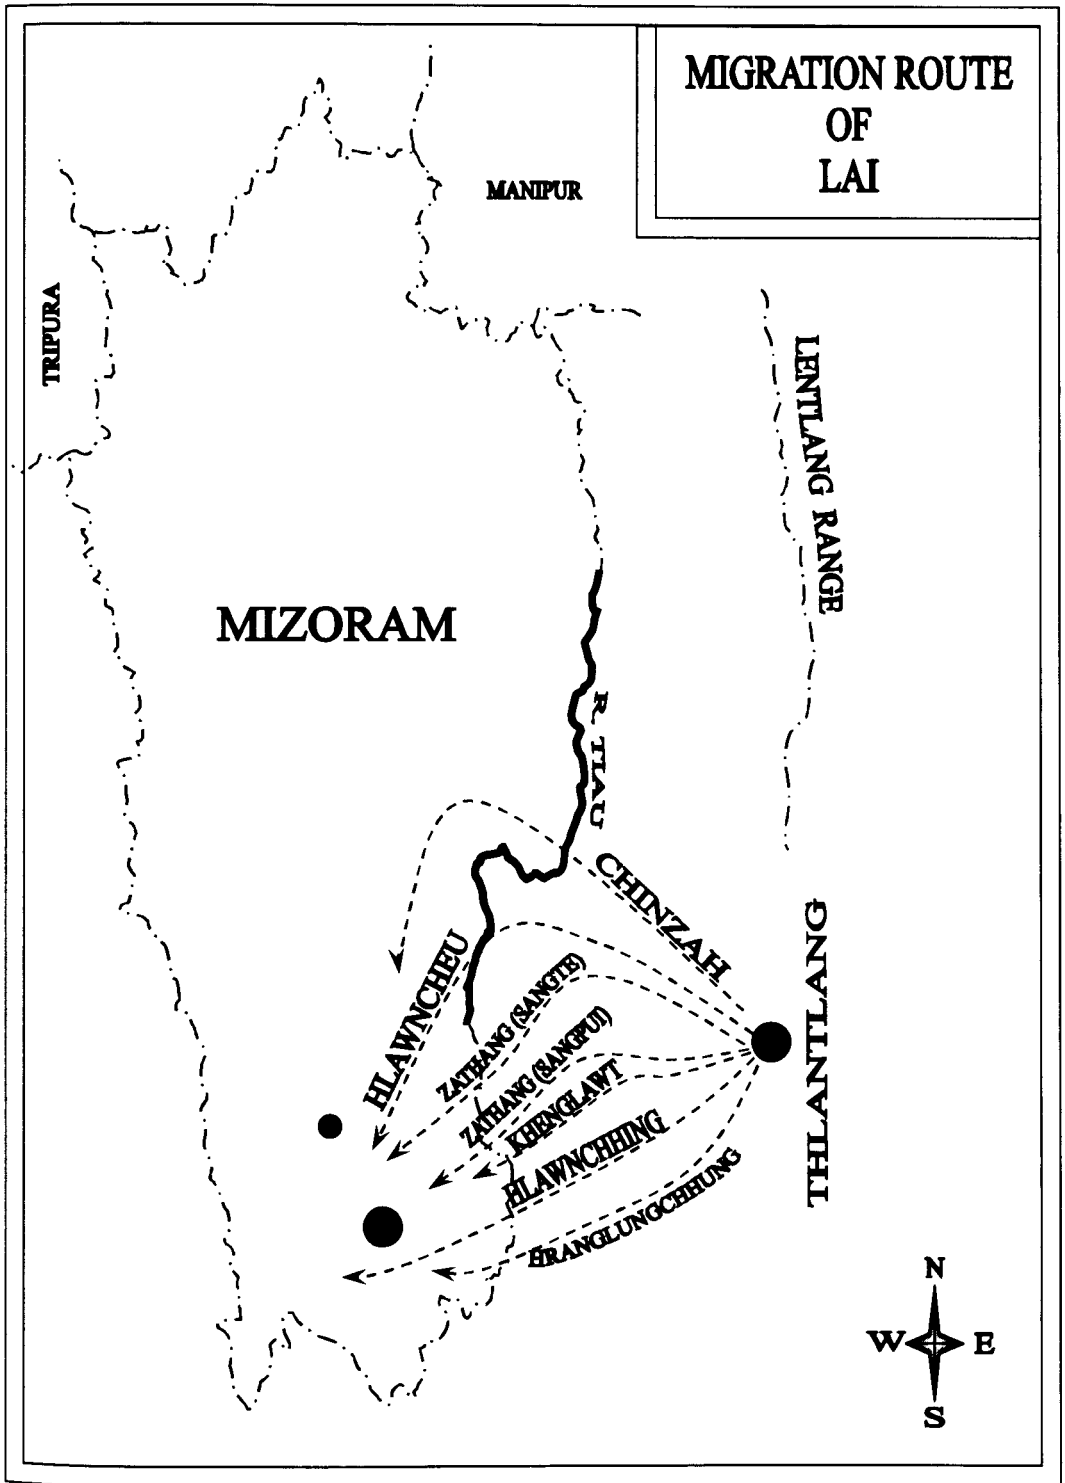 MIGRATION ROUTE
OF
LAI
MANIPUR
TRIPURA
LENTLANG RANGE
MIZORAM
R. TIAU
CHINZAH
THLANTLANG
HLAWNCHEU
ZATHANG (SANGTE)
ZATHANG (SANGPUI)
KHENGLAWT
HLAWNCHHING
HRANGLUNGCHHUNG
N
W E
S